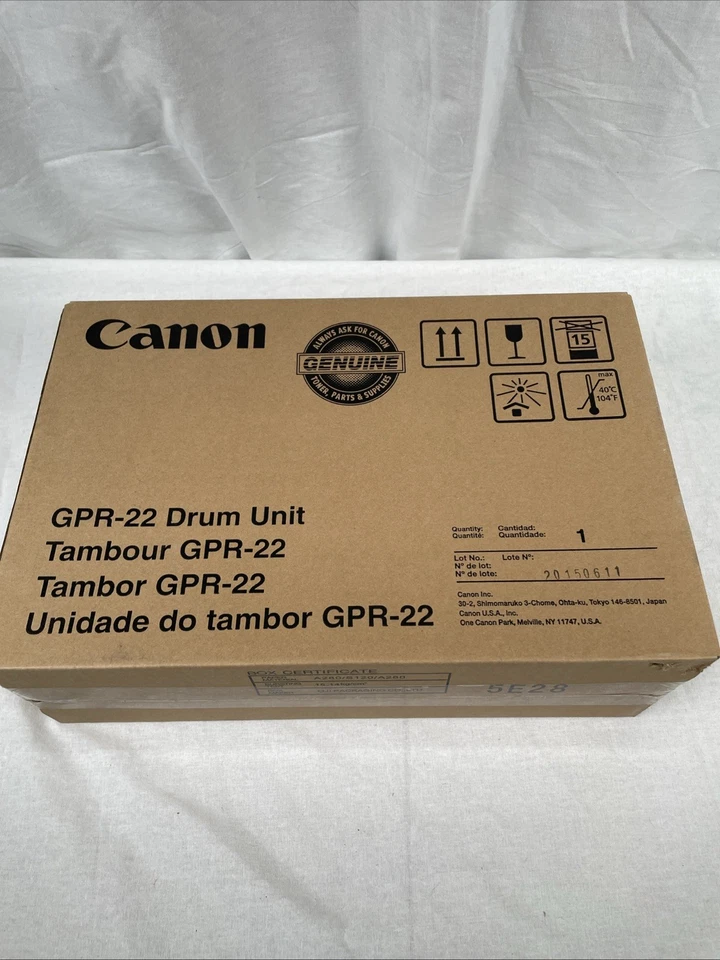 Canon
ALWAYS ASK FOR CANON
GENUINE
TONER, PARTS & SUPPLIES
15
max
40°C
104°F
GPR-22 Drum Unit
Tambour GPR-22
Tambor GPR-22
Unidade do tambor GPR-22
Quantity: Cantidad:
Quantité: Quantidade: 1
Lot No.: Lote N°:
N° de lot:
N° de lote: 20150611
Canon Inc.
30-2, Shimomaruko 3-Chome, Ohta-ku, Tokyo 146-8501, Japan
Canon U.S.A., Inc.
One Canon Park, Melville, NY 11747, U.S.A.
BOX CERTIFICATE
5E28